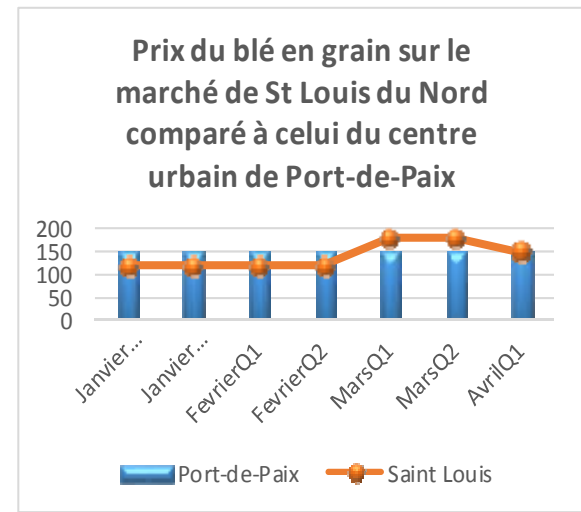 Prix du blé en grain sur le
marché de St Louis du Nord
comparé à celui du centre
urbain de Port-de-Paix
200
150
100
50
0
Janvier...
Janvier...
FevrierQ1
FevrierQ2
MarsQ1
MarsQ2
AvrilQ1
Port-de-Paix
Saint Louis